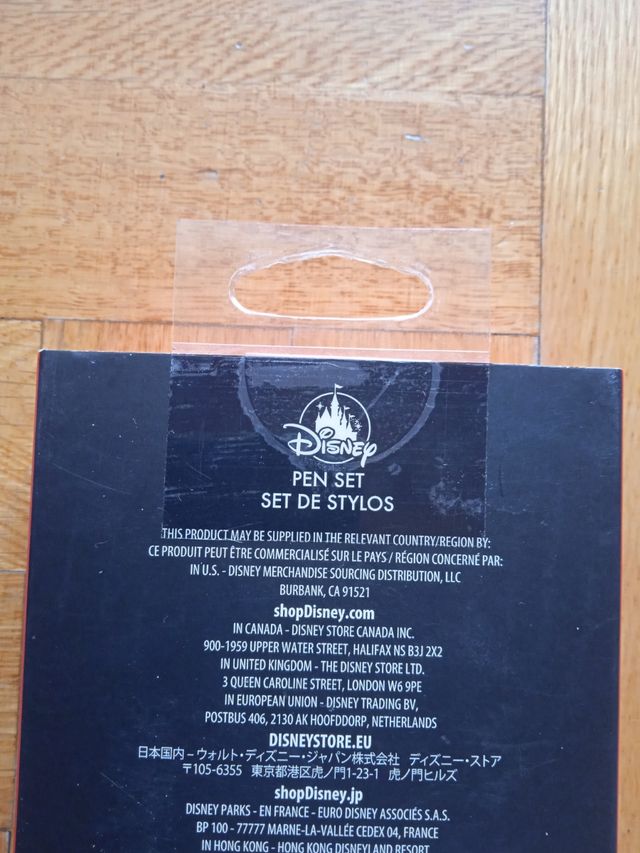 Disney
PEN SET
SET DE STYLOS
THIS PRODUCT MAY BE SUPPLIED IN THE RELEVANT COUNTRY/REGION BY:
CE PRODUIT PEUT ÊTRE COMMERCIALISÉ SUR LE PAYS / RÉGION CONCERNÉ PAR:
IN U.S. - DISNEY MERCHANDISE SOURCING DISTRIBUTION, LLC
BURBANK, CA 91521
shopDisney.com
IN CANADA - DISNEY STORE CANADA INC.
900-1959 UPPER WATER STREET, HALIFAX NS B3J 2X2
IN UNITED KINGDOM - THE DISNEY STORE LTD.
3 QUEEN CAROLINE STREET, LONDON W6 9PE
IN EUROPEAN UNION - DISNEY TRADING BV,
POSTBUS 406, 2130 AK HOOFDDORP, NETHERLANDS
DISNEYSTORE.EU
日本国内 – ウォルト・ディズニー・ジャパン株式会社 ディズニー・ストア
〒105-6355 東京都港区虎ノ門1-23-1 虎ノ門ヒルズ
shopDisney.jp
DISNEY PARKS - EN FRANCE - EURO DISNEY ASSOCIÉS S.A.S.
BP 100 - 77777 MARNE-LA-VALLÉE CEDEX 04, FRANCE
IN HONG KONG - HONG KONG DISNEYLAND RESORT